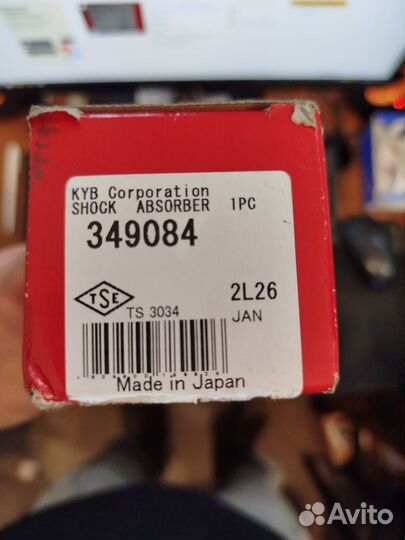 KYB Corporation
SHOCK ABSORBER 1PC
349084
TSE
2L26
TS 3034
JAN
Made in Japan
Avito